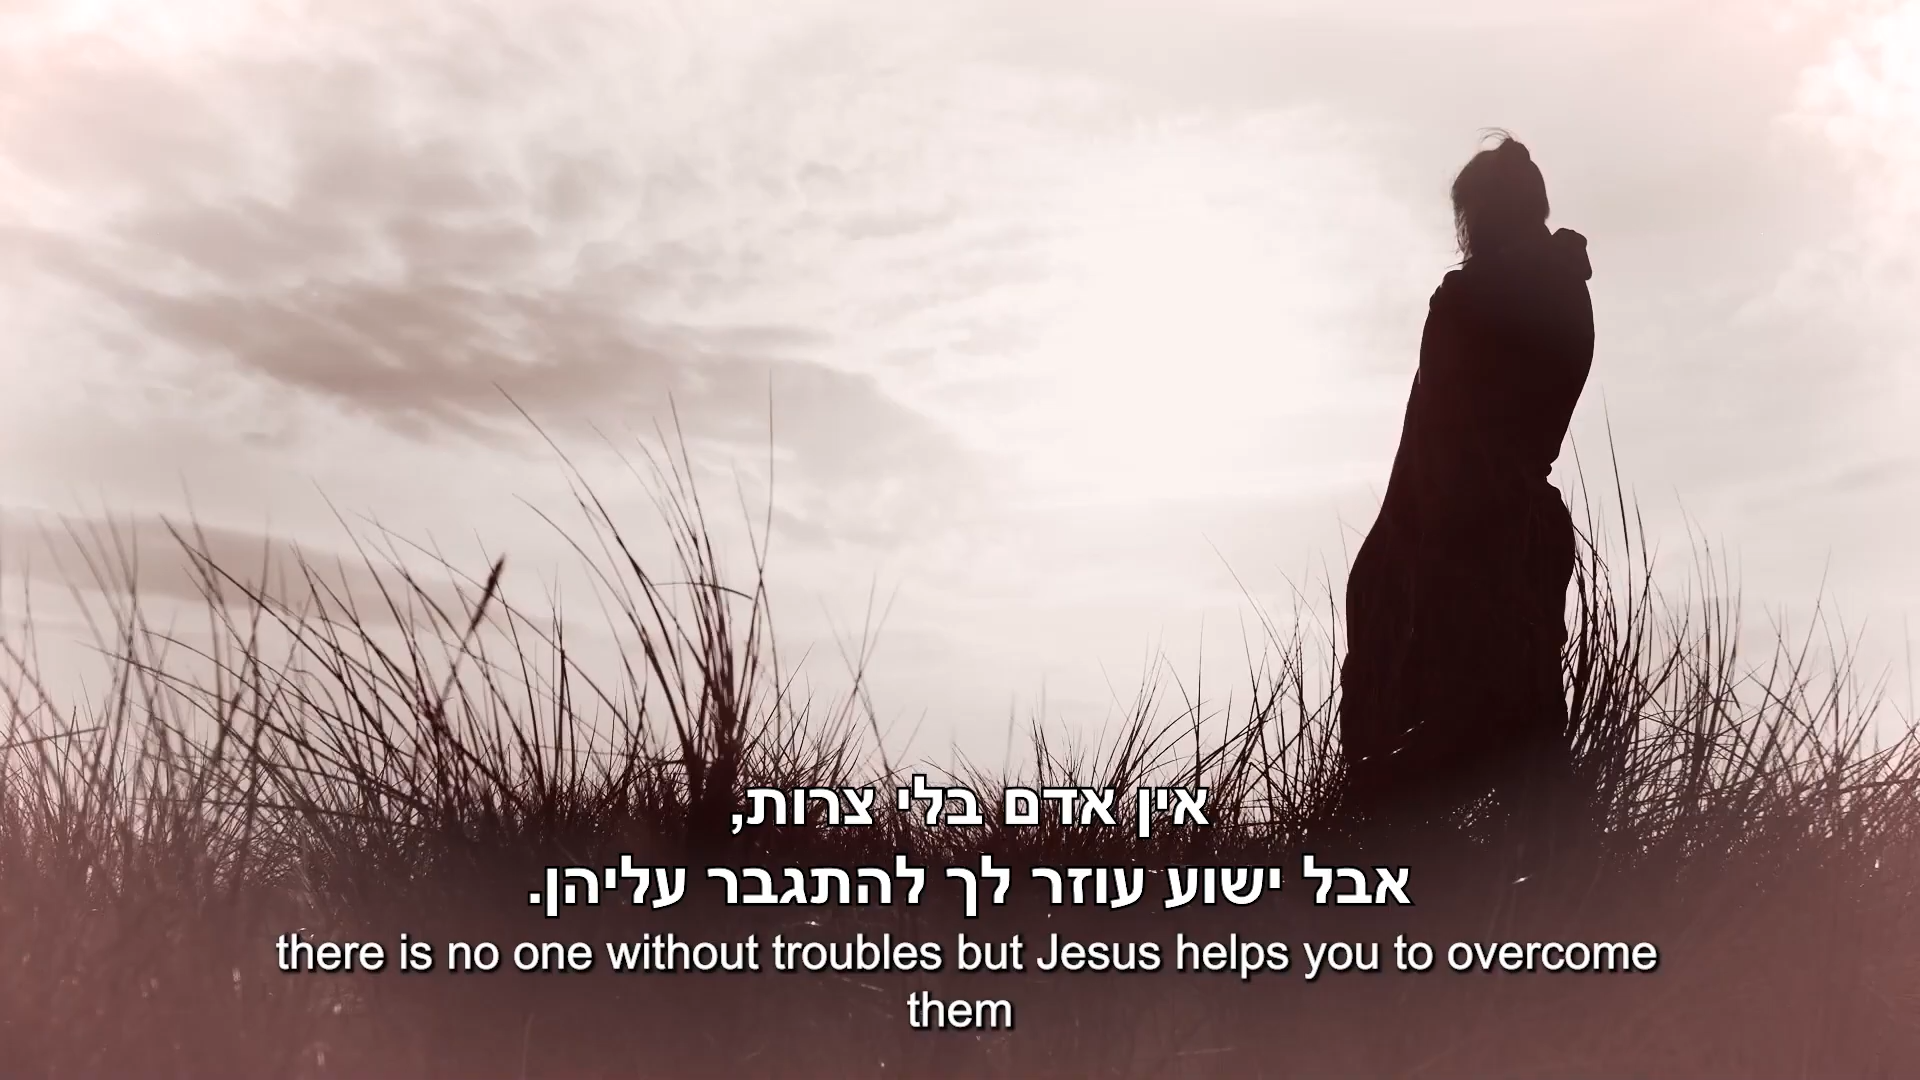 אין אדם בלי צרות,
אבל ישוע עוזר לך להתגבר עליהן.
there is no one without troubles but Jesus helps you to overcome
them